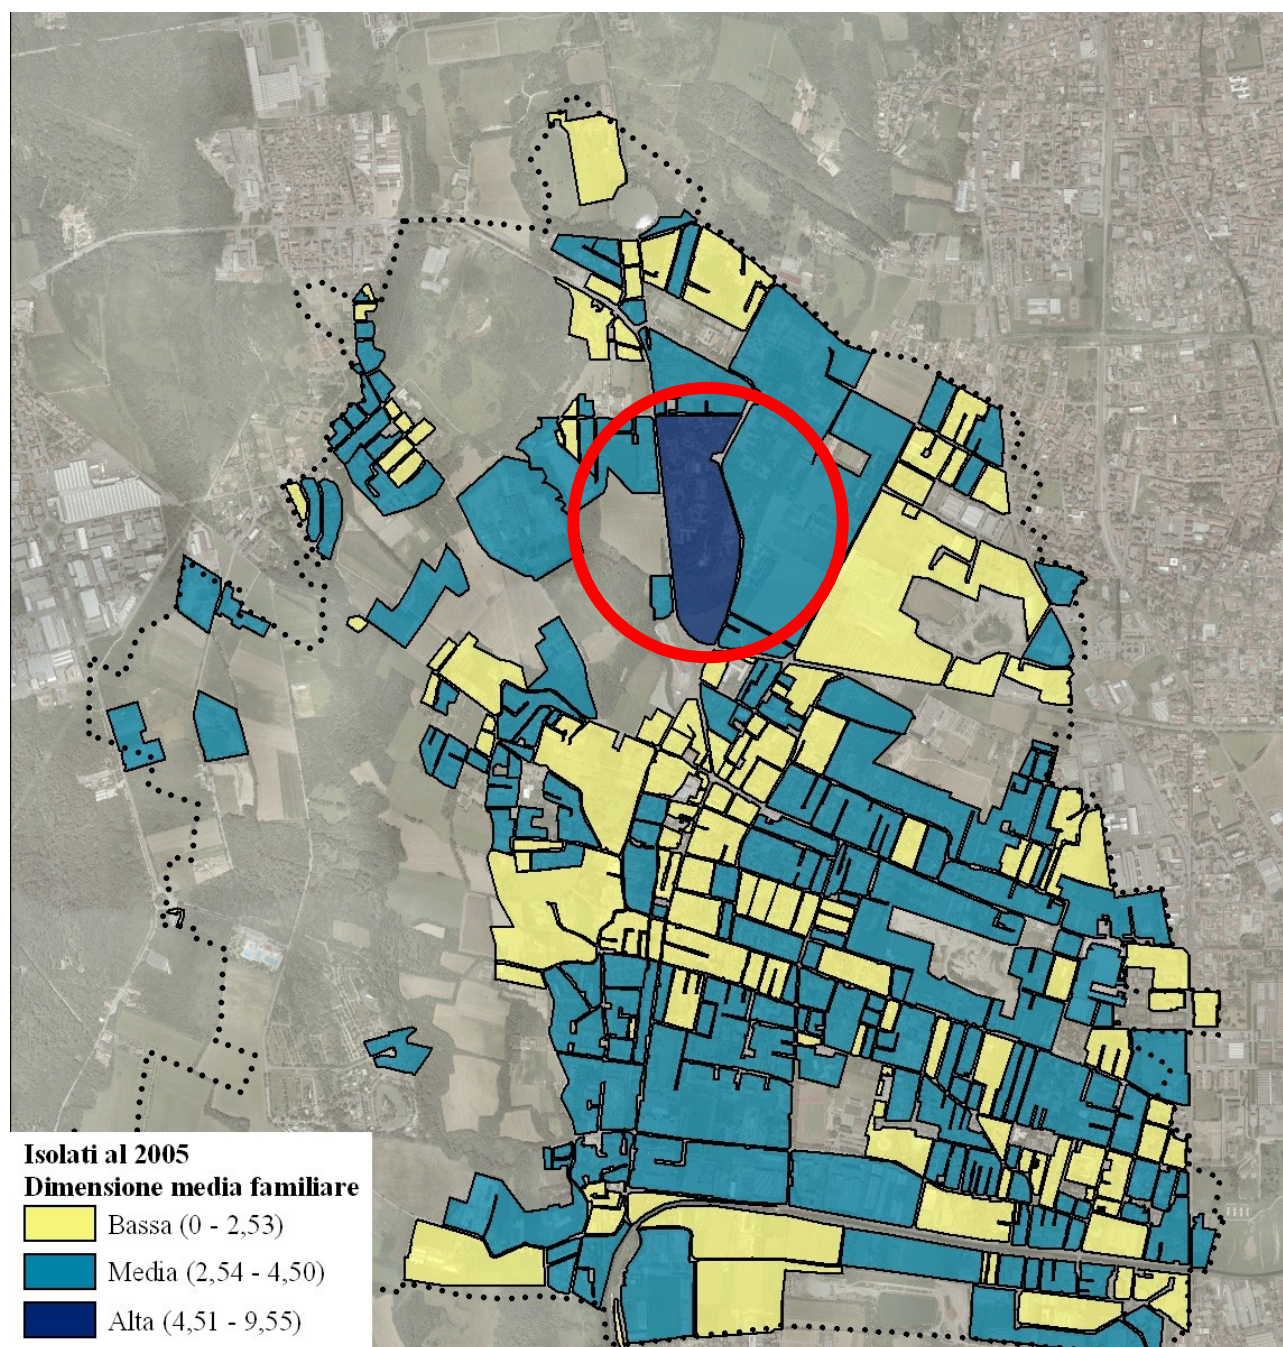 Isolati al 2005
Dimensione media familiare
Bassa (0 - 2,53)
Media (2,54 - 4,50)
Alta (4,51 - 9,55)